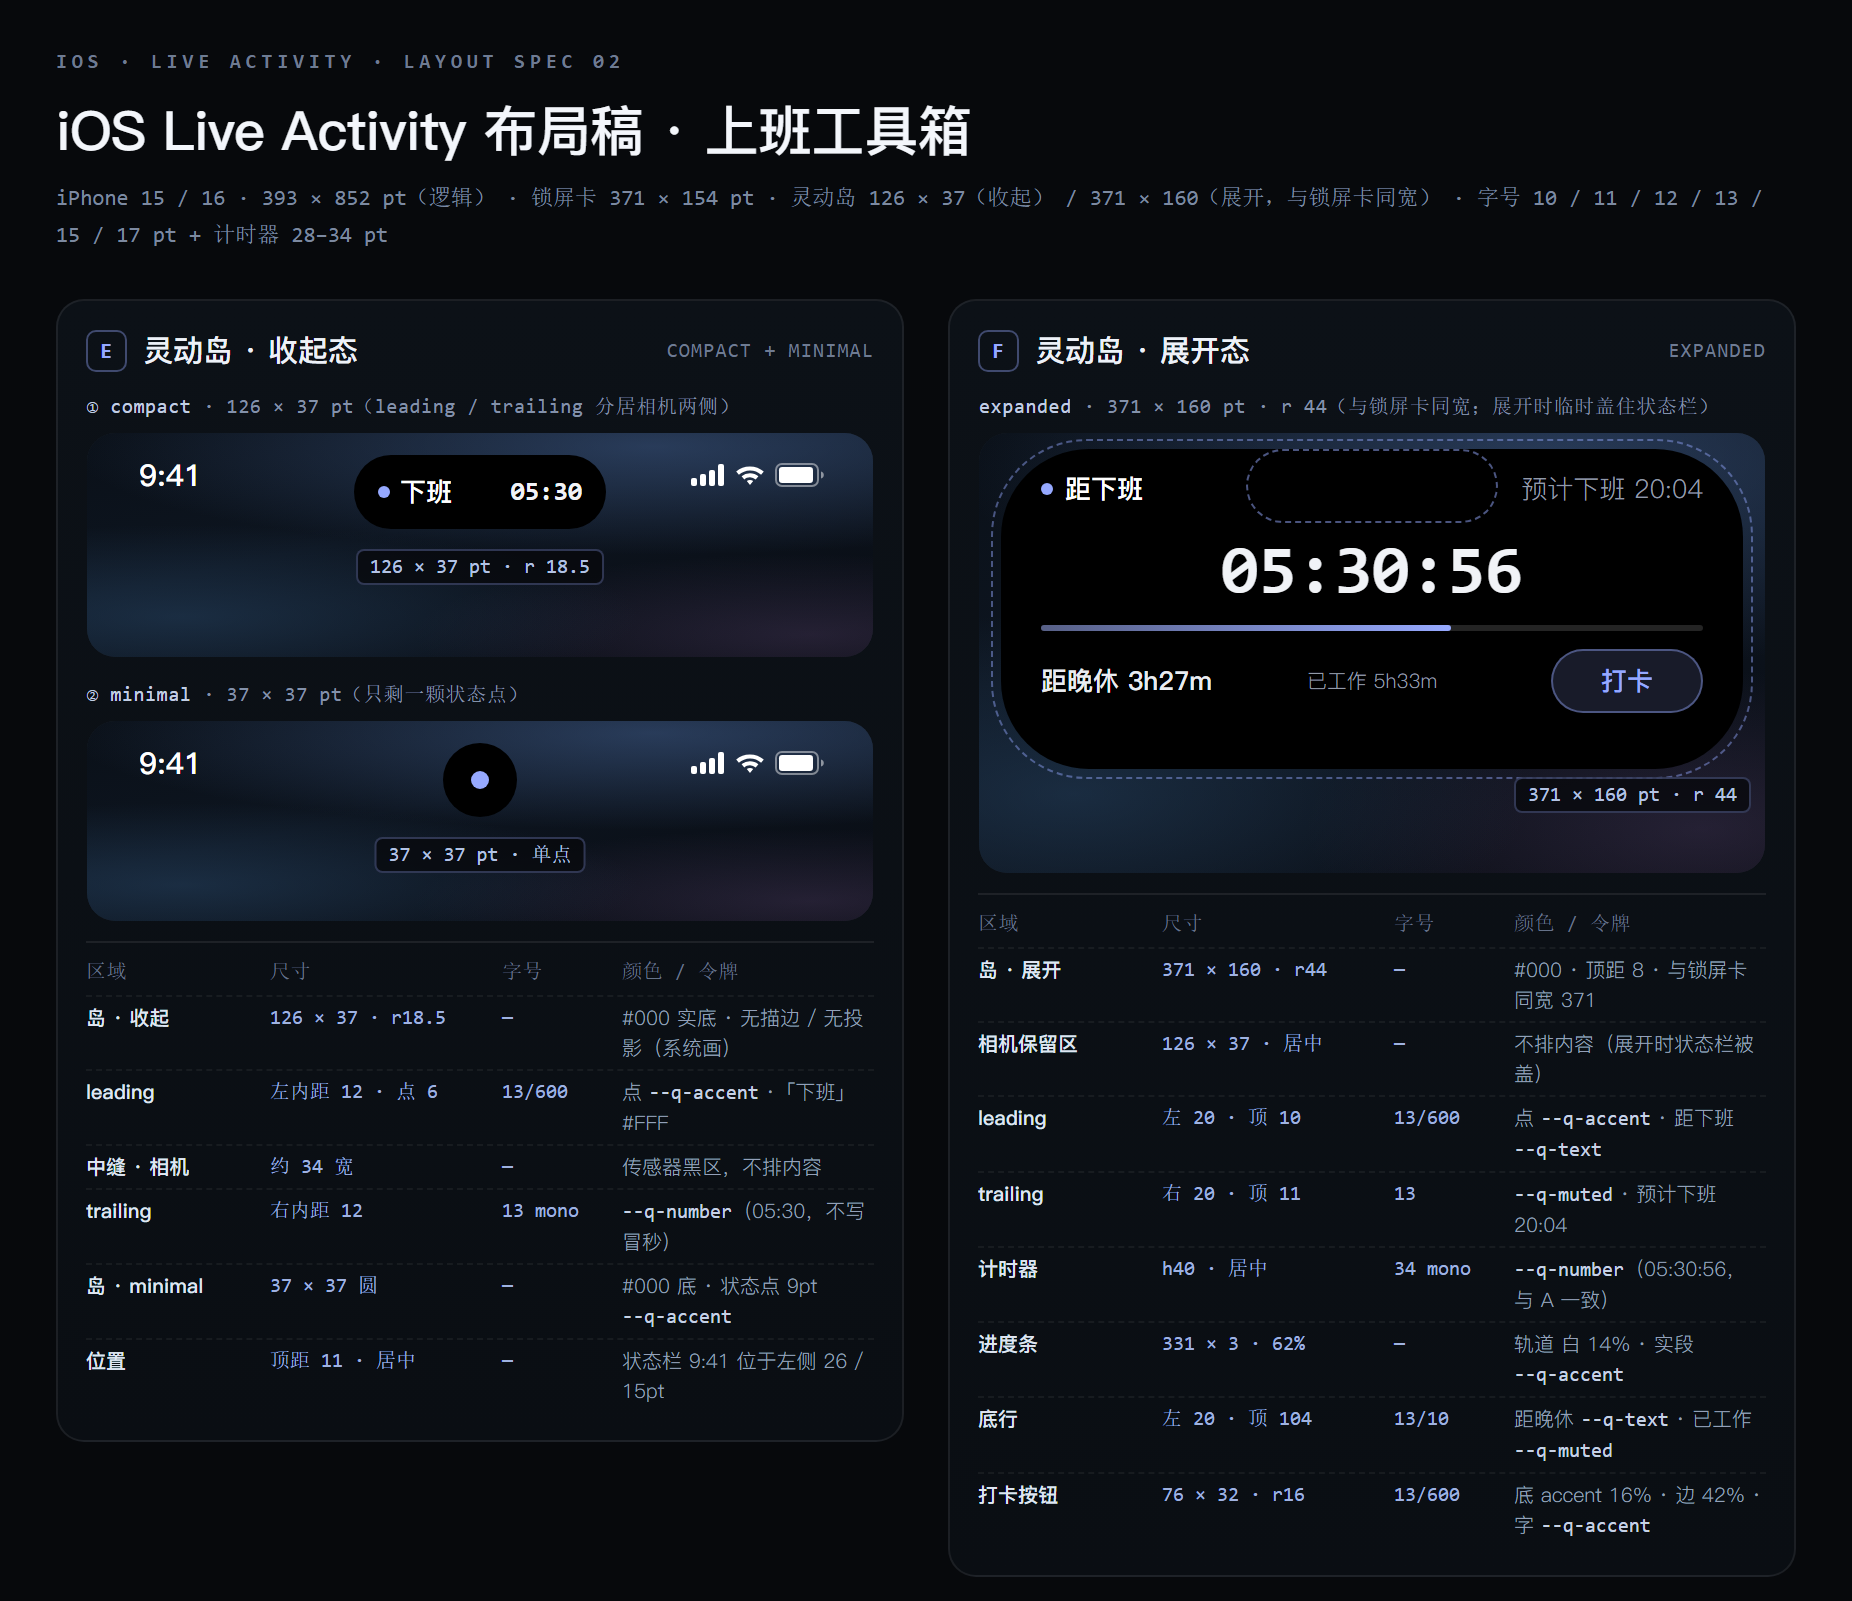 IOS · LIVE ACTIVITY · LAYOUT SPEC 02
iOS Live Activity 布局稿 · 上班工具箱
iPhone 15 / 16 · 393 × 852 pt（逻辑） · 锁屏卡 371 × 154 pt · 灵动岛 126 × 37（收起） / 371 × 160（展开，与锁屏卡同宽） · 字号 10 / 11 / 12 / 13 /
15 / 17 pt + 计时器 28–34 pt
E 灵动岛 · 收起态 COMPACT + MINIMAL
① compact · 126 × 37 pt（leading / trailing 分居相机两侧）
9:41 下班 05:30
126 × 37 pt · r 18.5
② minimal · 37 × 37 pt（只剩一颗状态点）
9:41
37 × 37 pt · 单点
区域 尺寸 字号 颜色 / 令牌
岛 · 收起 126 × 37 · r18.5 — #000 实底 · 无描边 / 无投
影（系统画）
leading 左内距 12 · 点 6 13/600 点 --q-accent ·「下班」
#FFF
中缝 · 相机 约 34 宽 — 传感器黑区，不排内容
trailing 右内距 12 13 mono --q-number（05:30，不写
冒秒）
岛 · minimal 37 × 37 圆 — #000 底 · 状态点 9pt
--q-accent
位置 顶距 11 · 居中 — 状态栏 9:41 位于左侧 26 /
15pt
F 灵动岛 · 展开态 EXPANDED
expanded · 371 × 160 pt · r 44（与锁屏卡同宽；展开时临时盖住状态栏）
距下班 预计下班 20:04
05:30:56
距晚休 3h27m 已工作 5h33m 打卡
371 × 160 pt · r 44
区域 尺寸 字号 颜色 / 令牌
岛 · 展开 371 × 160 · r44 — #000 · 顶距 8 · 与锁屏卡
同宽 371
相机保留区 126 × 37 · 居中 — 不排内容（展开时状态栏被
盖）
leading 左 20 · 顶 10 13/600 点 --q-accent · 距下班
--q-text
trailing 右 20 · 顶 11 13 --q-muted · 预计下班
20:04
计时器 h40 · 居中 34 mono --q-number（05:30:56，
与 A 一致）
进度条 331 × 3 · 62% — 轨道 白 14% · 实段
--q-accent
底行 左 20 · 顶 104 13/10 距晚休 --q-text · 已工作
--q-muted
打卡按钮 76 × 32 · r16 13/600 底 accent 16% · 边 42% ·
字 --q-accent